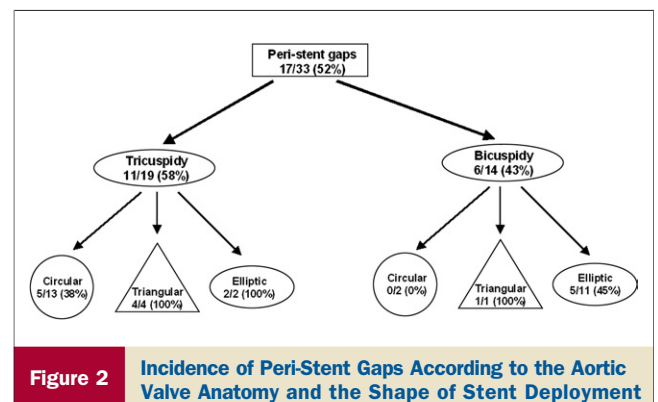 Peri-stent gaps
17/33 (52%)
Tricuspidy
11/19 (58%)
Bicuspidy
6/14 (43%)
Circular
5/13 (38%)
Triangular
4/4 (100%)
Elliptic
2/2 (100%)
Circular
0/2 (0%)
Triangular
1/1 (100%)
Elliptic
5/11 (45%)
Figure 2
Incidence of Peri-Stent Gaps According to the Aortic
Valve Anatomy and the Shape of Stent Deployment